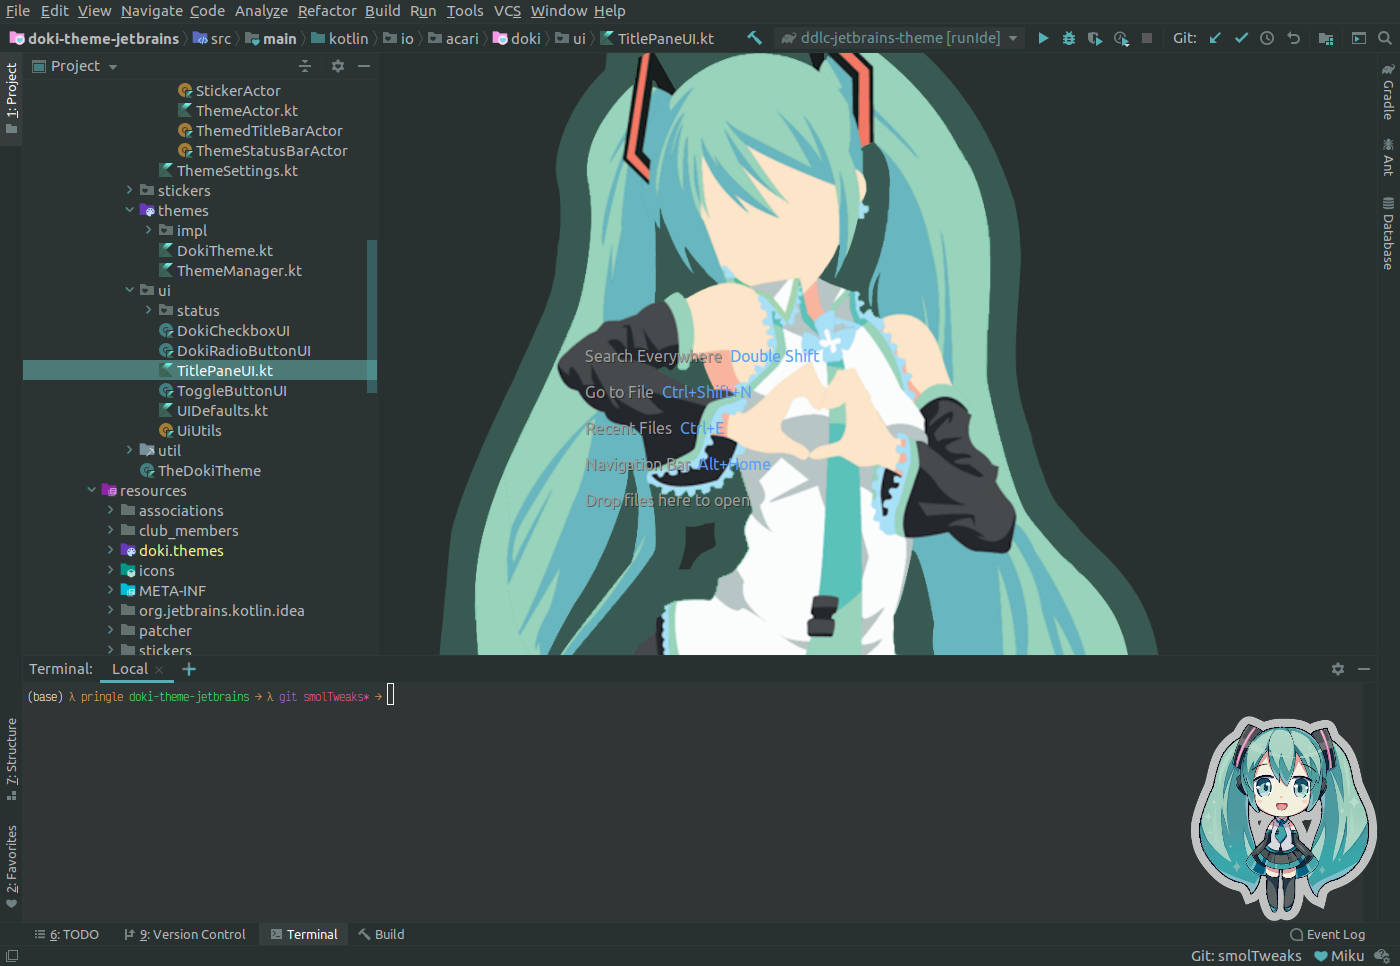 File Edit View Navigate Code Analyze Refactor Build Run Tools VCS Window Help
doki-theme-jetbrains src main kotlin io acari doki ui TitlePaneUI.kt ddlc-jetbrains-theme [runIde] Git:
1: Project
Project
StickerActor
ThemeActor.kt
ThemedTitleBarActor
ThemeStatusBarActor
ThemeSettings.kt
stickers
themes
impl
DokiTheme.kt
ThemeManager.kt
ui
status
DokiCheckboxUI
DokiRadioButtonUI
TitlePaneUI.kt
ToggleButtonUI
UIDefaults.kt
UiUtils
util
TheDokiTheme
resources
associations
club_members
doki.themes
icons
META-INF
org.jetbrains.kotlin.idea
patcher
stickers
Search Everywhere Double Shift
Go to File Ctrl+Shift+N
Recent Files Ctrl+E
Navigation Bar Alt+Home
Drop files here to open
Gradle
Ant
Database
Terminal: Local
(base) λ pringle doki-theme-jetbrains → λ git smolTweaks* →
7: Structure
2: Favorites
6: TODO 9: Version Control Terminal Build Event Log
Git: smolTweaks Miku